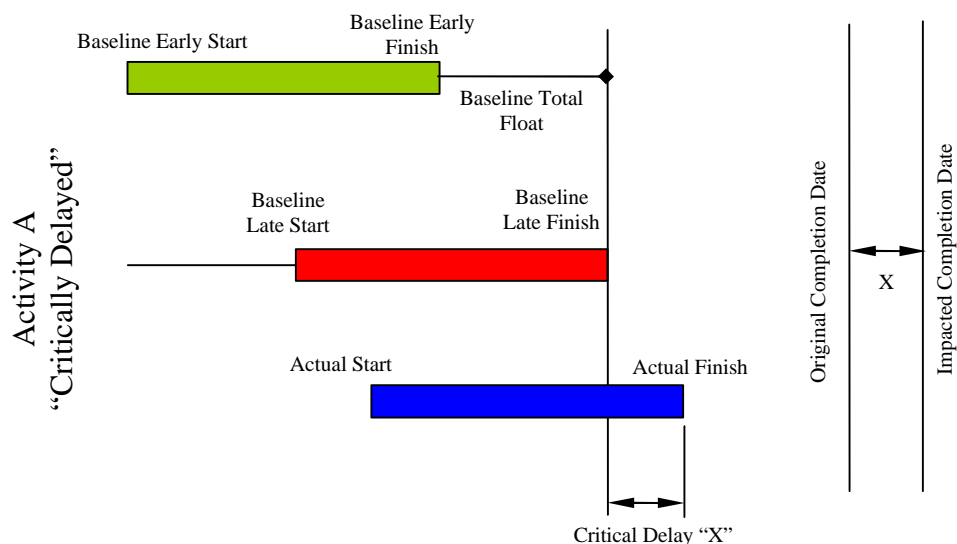 Baseline Early Start
Baseline Early
Finish
Baseline Total
Float
Activity A
“Critically Delayed”
Baseline
Late Start
Baseline
Late Finish
Actual Start
Actual Finish
Critical Delay “X”
Original Completion Date
X
Impacted Completion Date